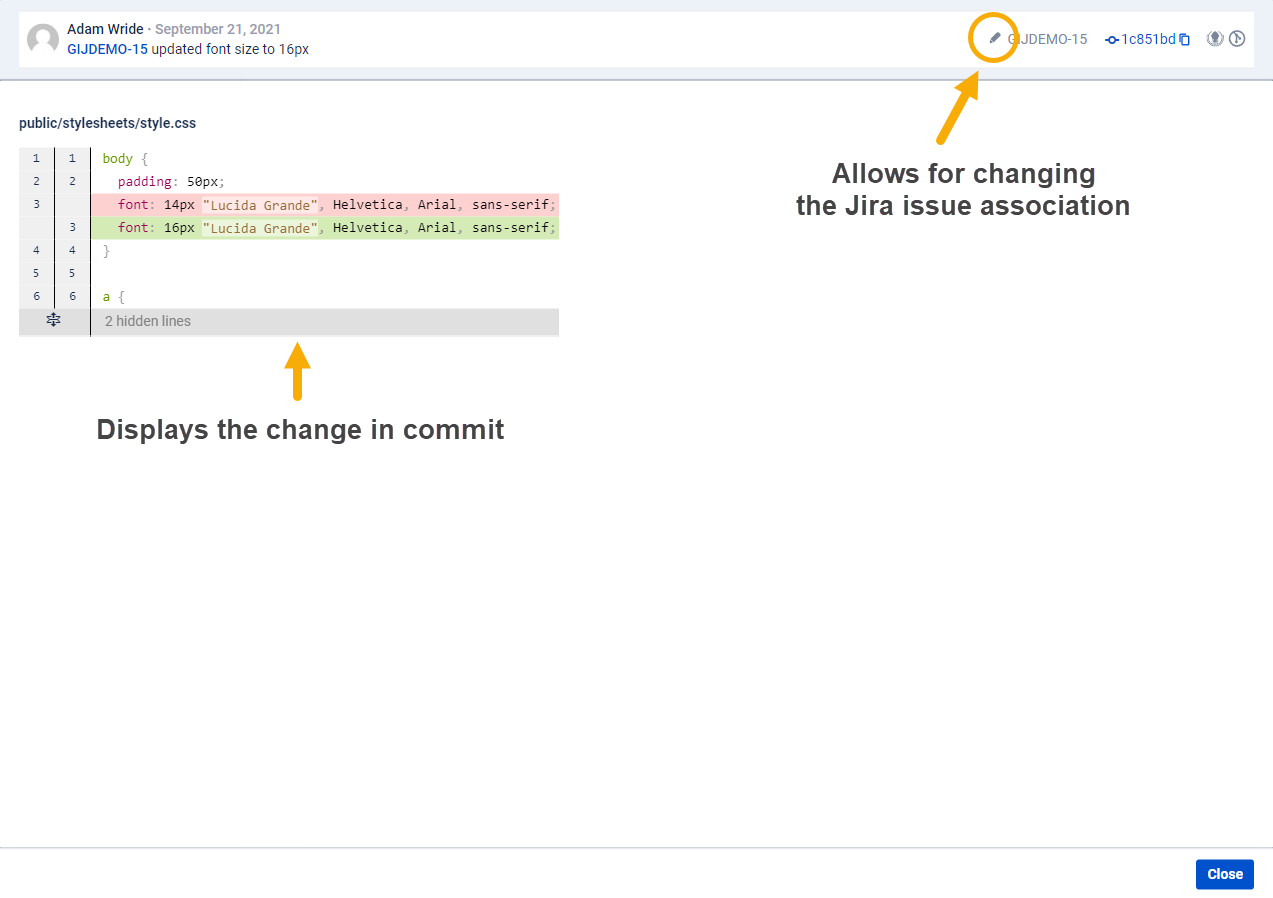 Adam Wride · September 21, 2021
GIJDEMO-15 updated font size to 16px
GIJDEMO-15 1c851bd
public/stylesheets/style.css
1 1 body {
2 2 padding: 50px;
3 font: 14px "Lucida Grande", Helvetica, Arial, sans-serif;
3 font: 16px "Lucida Grande", Helvetica, Arial, sans-serif;
4 4 }
5 5
6 6 a {
2 hidden lines
Allows for changing
the Jira issue association
Displays the change in commit
Close